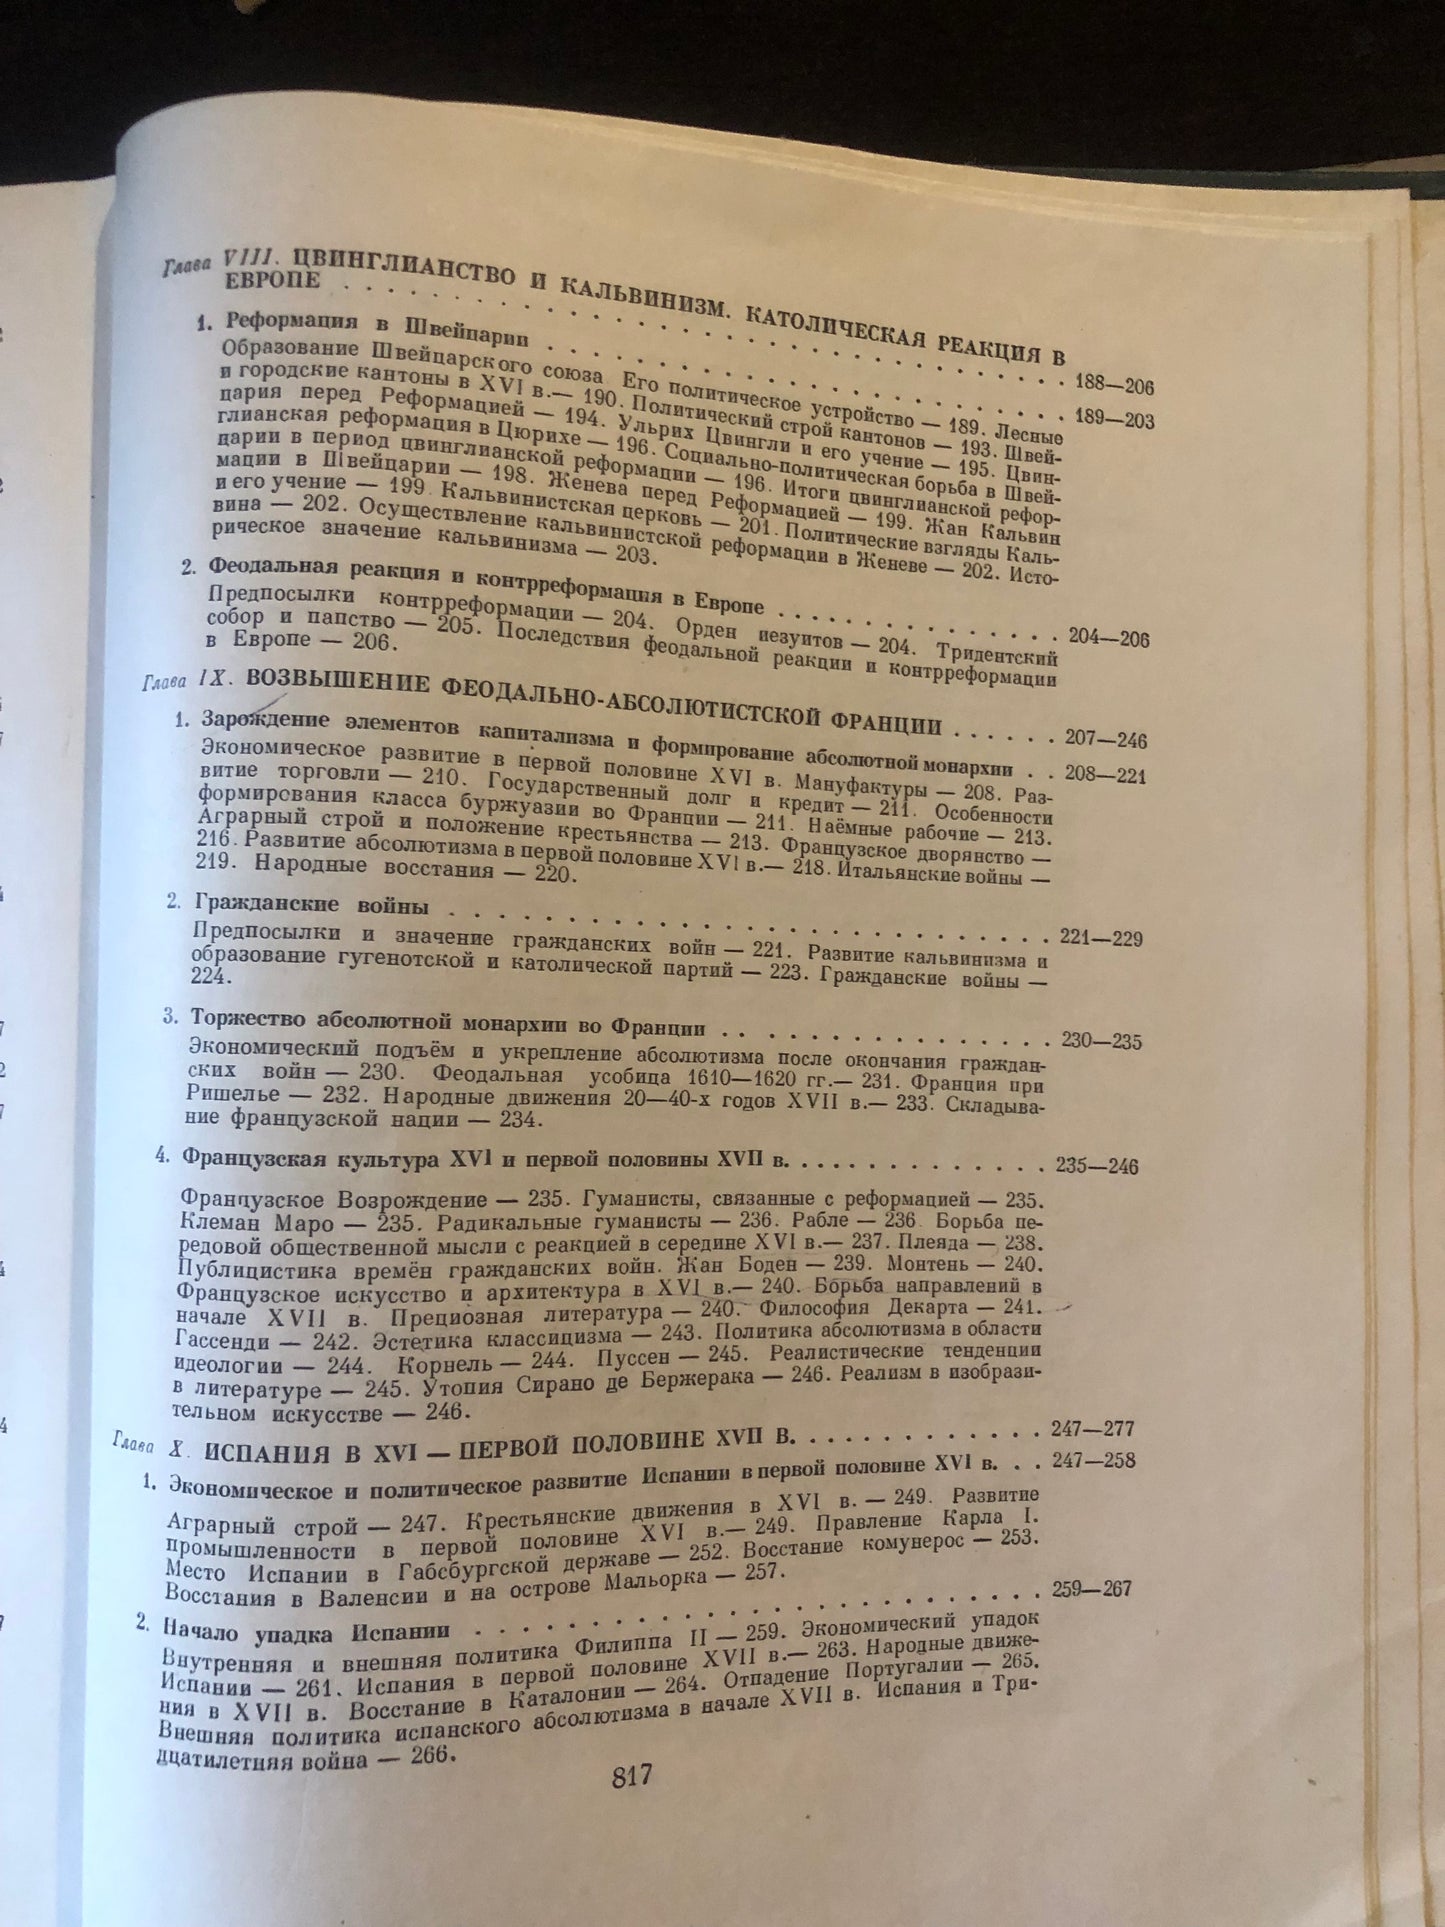 Глава VIII. ЦВИНГЛИАНСТВО И КАЛЬВИНИЗМ. КАТОЛИЧЕСКАЯ РЕАКЦИЯ В
ЕВРОПЕ . . . . . . . . . . . . . . . . . . . . . . . . . 188—206
1. Реформация в Швейцарии . . . . . . . . . . . . . . . . . . 189—203
Образование Швейцарского союза Его политическое устройство — 189. Лесные
и городские кантоны в XVI в.— 190. Политический строй кантонов — 193. Швей-
цария перед Реформацией — 194. Ульрих Цвингли и его учение — 195. Цвин-
глианская реформация в Цюрихе — 196. Социально-политическая борьба в Швей-
царии в период цвинглианской реформации — 196. Итоги цвинглианской рефор-
мации в Швейцарии — 198. Женева перед Реформацией — 199. Жан Кальвин
и его учение — 199. Кальвинистская церковь — 201. Политические взгляды Каль-
вина — 202. Осуществление кальвинистской реформации в Женеве — 202. Исто-
рическое значение кальвинизма — 203.
2. Феодальная реакция и контрреформация в Европе . . . . . . . . . . . . . 204—206
Предпосылки контрреформации — 204. Орден иезуитов — 204. Тридентский
собор и папство — 205. Последствия феодальной реакции и контрреформации
в Европе — 206.
Глава IX. ВОЗВЫШЕНИЕ ФЕОДАЛЬНО-АБСОЛЮТИСТСКОЙ ФРАНЦИИ . . . . . . 207—246
1. Зарождение элементов капитализма и формирование абсолютной монархии . . 208—221
Экономическое развитие в первой половине XVI в. Мануфактуры — 208. Раз-
витие торговли — 210. Государственный долг и кредит — 211. Особенности
формирования класса буржуазии во Франции — 211. Наёмные рабочие — 213.
Аграрный строй и положение крестьянства — 213. Французское дворянство —
216. Развитие абсолютизма в первой половине XVI в.— 218. Итальянские войны —
219. Народные восстания — 220.
2. Гражданские войны . . . . . . . . . . . . . . . . . . . . . 221—229
Предпосылки и значение гражданских войн — 221. Развитие кальвинизма и
образование гугенотской и католической партий — 223. Гражданские войны —
224.
3. Торжество абсолютной монархии во Франции . . . . . . . . . . . . . . 230—235
Экономический подъём и укрепление абсолютизма после окончания граждан-
ских войн — 230. Феодальная усобица 1610—1620 гг.— 231. Франция при
Ришелье — 232. Народные движения 20—40-х годов XVII в.— 233. Складыва-
ние французской нации — 234.
4. Французская культура XVI и первой половины XVII в. . . . . . . . . . . . . 235—246
Французское Возрождение — 235. Гуманисты, связанные с реформацией — 235.
Клеман Маро — 235. Радикальные гуманисты — 236. Рабле — 236. Борьба пе-
редовой общественной мысли с реакцией в середине XVI в.— 237. Плеяда — 238.
Публицистика времён гражданских войн. Жан Боден — 239. Монтень — 240.
Французское искусство и архитектура в XVI в.— 240. Борьба направлений в
начале XVII в. Прециозная литература — 240. Философия Декарта — 241.
Гассенди — 242. Эстетика классицизма — 243. Политика абсолютизма в области
идеологии — 244. Корнель — 244. Пуссен — 245. Реалистические тенденции
в литературе — 245. Утопия Сирано де Бержерака — 246. Реализм в изобрази-
тельном искусстве — 246.
Глава X. ИСПАНИЯ В XVI — ПЕРВОЙ ПОЛОВИНЕ XVII В. . . . . . . . . . . . 247—277
1. Экономическое и политическое развитие Испании в первой половине XVI в. . . 247—258
Аграрный строй — 247. Крестьянские движения в XVI в. — 249. Развитие
промышленности в первой половине XVI в.— 249. Правление Карла I.
Место Испании в Габсбургской державе — 252. Восстание комунерос — 253.
Восстания в Валенсии и на острове Мальорка — 257.
2. Начало упадка Испании . . . . . . . . . . . . . . . . . . . . 259—267
Внутренняя и внешняя политика Филиппа II — 259. Экономический упадок
Испании — 261. Испания в первой половине XVII в.— 263. Народные движе-
ния в XVII в. Восстание в Каталонии — 264. Отпадение Португалии — 265.
Внешняя политика испанского абсолютизма в начале XVII в. Испания и Три-
дцатилетняя война — 266.
817